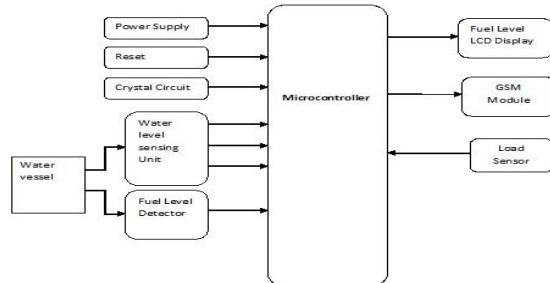 Power Supply
Reset
Crystal Circuit
Water
level
sensing
Unit
Water
vessel
Fuel Level
Detector
Microcontroller
Fuel Level
LCD Display
GSM
Module
Load
Sensor